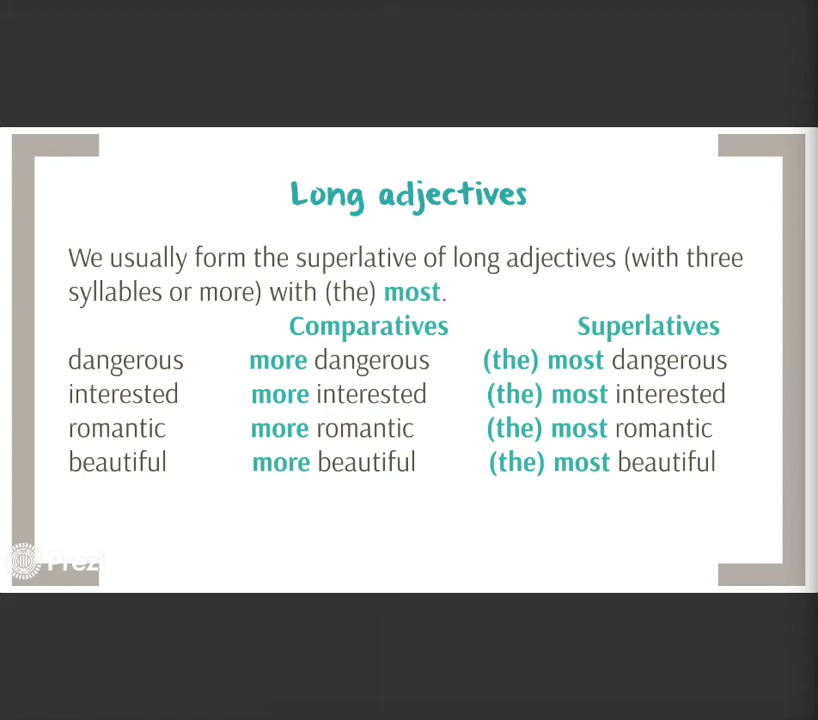 Long adjectives
We usually form the superlative of long adjectives (with three
syllables or more) with (the) most.
Comparatives Superlatives
dangerous more dangerous (the) most dangerous
interested more interested (the) most interested
romantic more romantic (the) most romantic
beautiful more beautiful (the) most beautiful
Prezi